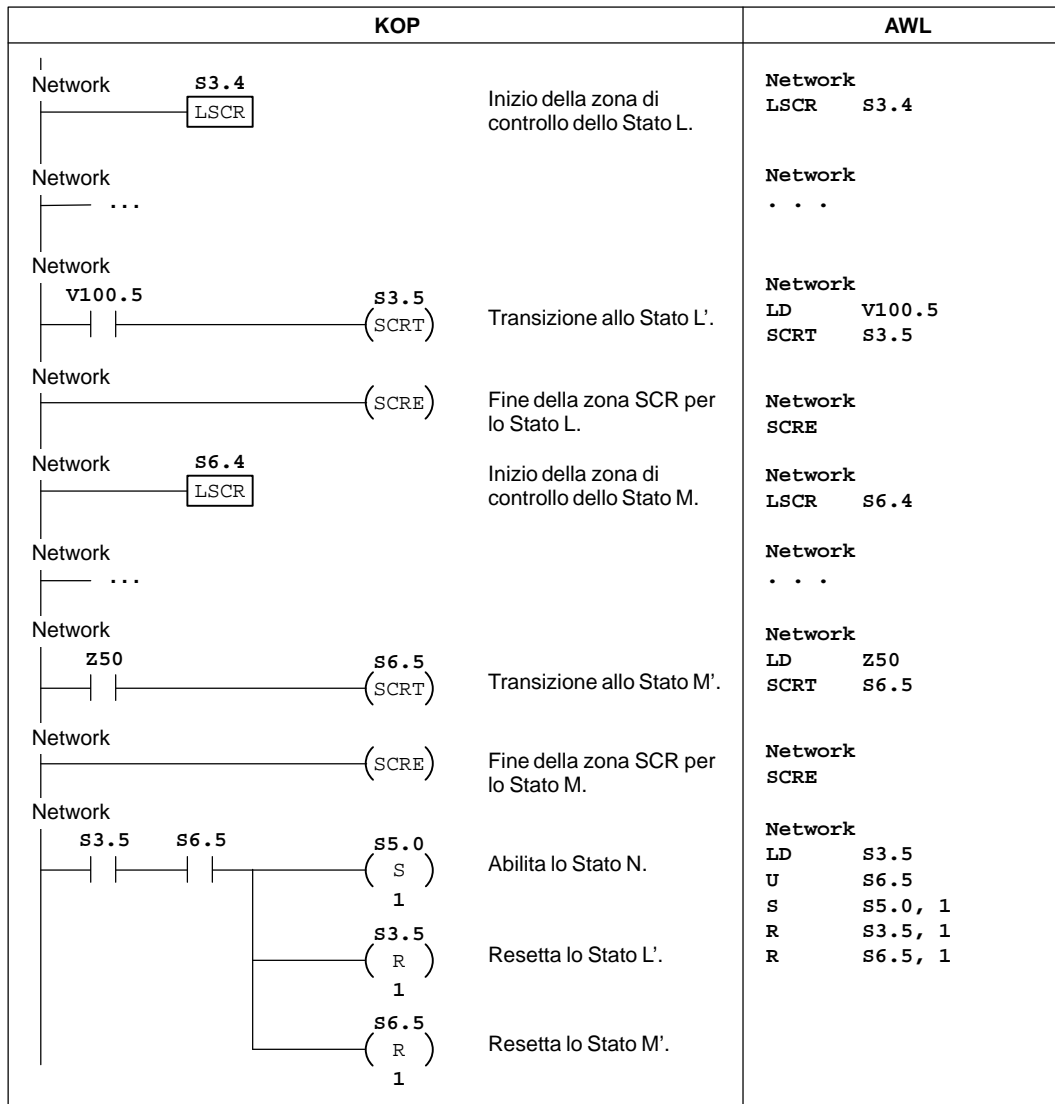 KOP
AWL
Network
S3.4
LSCR
Inizio della zona di
controllo dello Stato L.
Network
LSCR S3.4
Network
...
Network
. . .
Network
V100.5
S3.5
(SCRT)
Transizione allo Stato L’.
Network
LD V100.5
SCRT S3.5
Network
(SCRE)
Fine della zona SCR per
lo Stato L.
Network
SCRE
Network
S6.4
LSCR
Inizio della zona di
controllo dello Stato M.
Network
LSCR S6.4
Network
...
Network
. . .
Network
Z50
S6.5
(SCRT)
Transizione allo Stato M’.
Network
LD Z50
SCRT S6.5
Network
(SCRE)
Fine della zona SCR per
lo Stato M.
Network
SCRE
Network
S3.5 S6.5
S5.0
( S )
1
Abilita lo Stato N.
S3.5
( R )
1
Resetta lo Stato L’.
S6.5
( R )
1
Resetta lo Stato M’.
Network
LD S3.5
U S6.5
S S5.0, 1
R S3.5, 1
R S6.5, 1